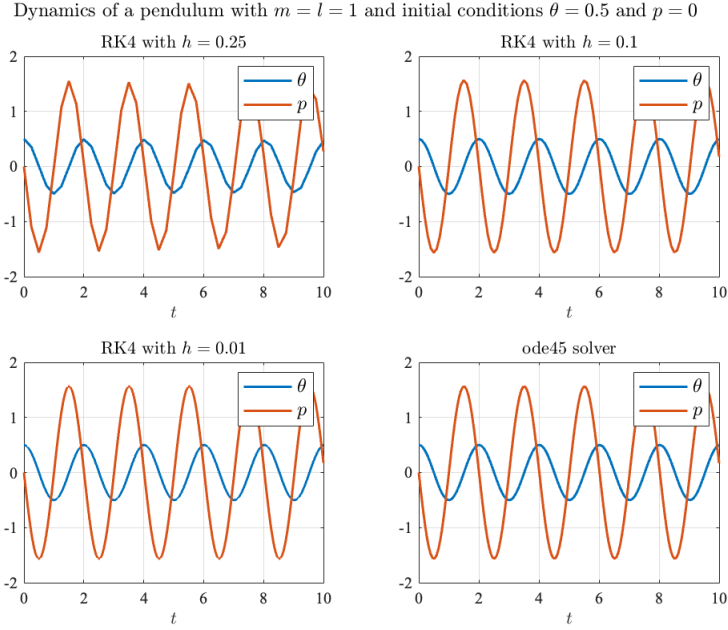 Dynamics of a pendulum with m = l = 1 and initial conditions θ = 0.5 and p = 0
RK4 with h = 0.25
2
1
0
-1
-2
0 2 4 6 8 10
t
θ
p
RK4 with h = 0.1
2
1
0
-1
-2
0 2 4 6 8 10
t
θ
p
RK4 with h = 0.01
2
1
0
-1
-2
0 2 4 6 8 10
t
θ
p
ode45 solver
2
1
0
-1
-2
0 2 4 6 8 10
t
θ
p